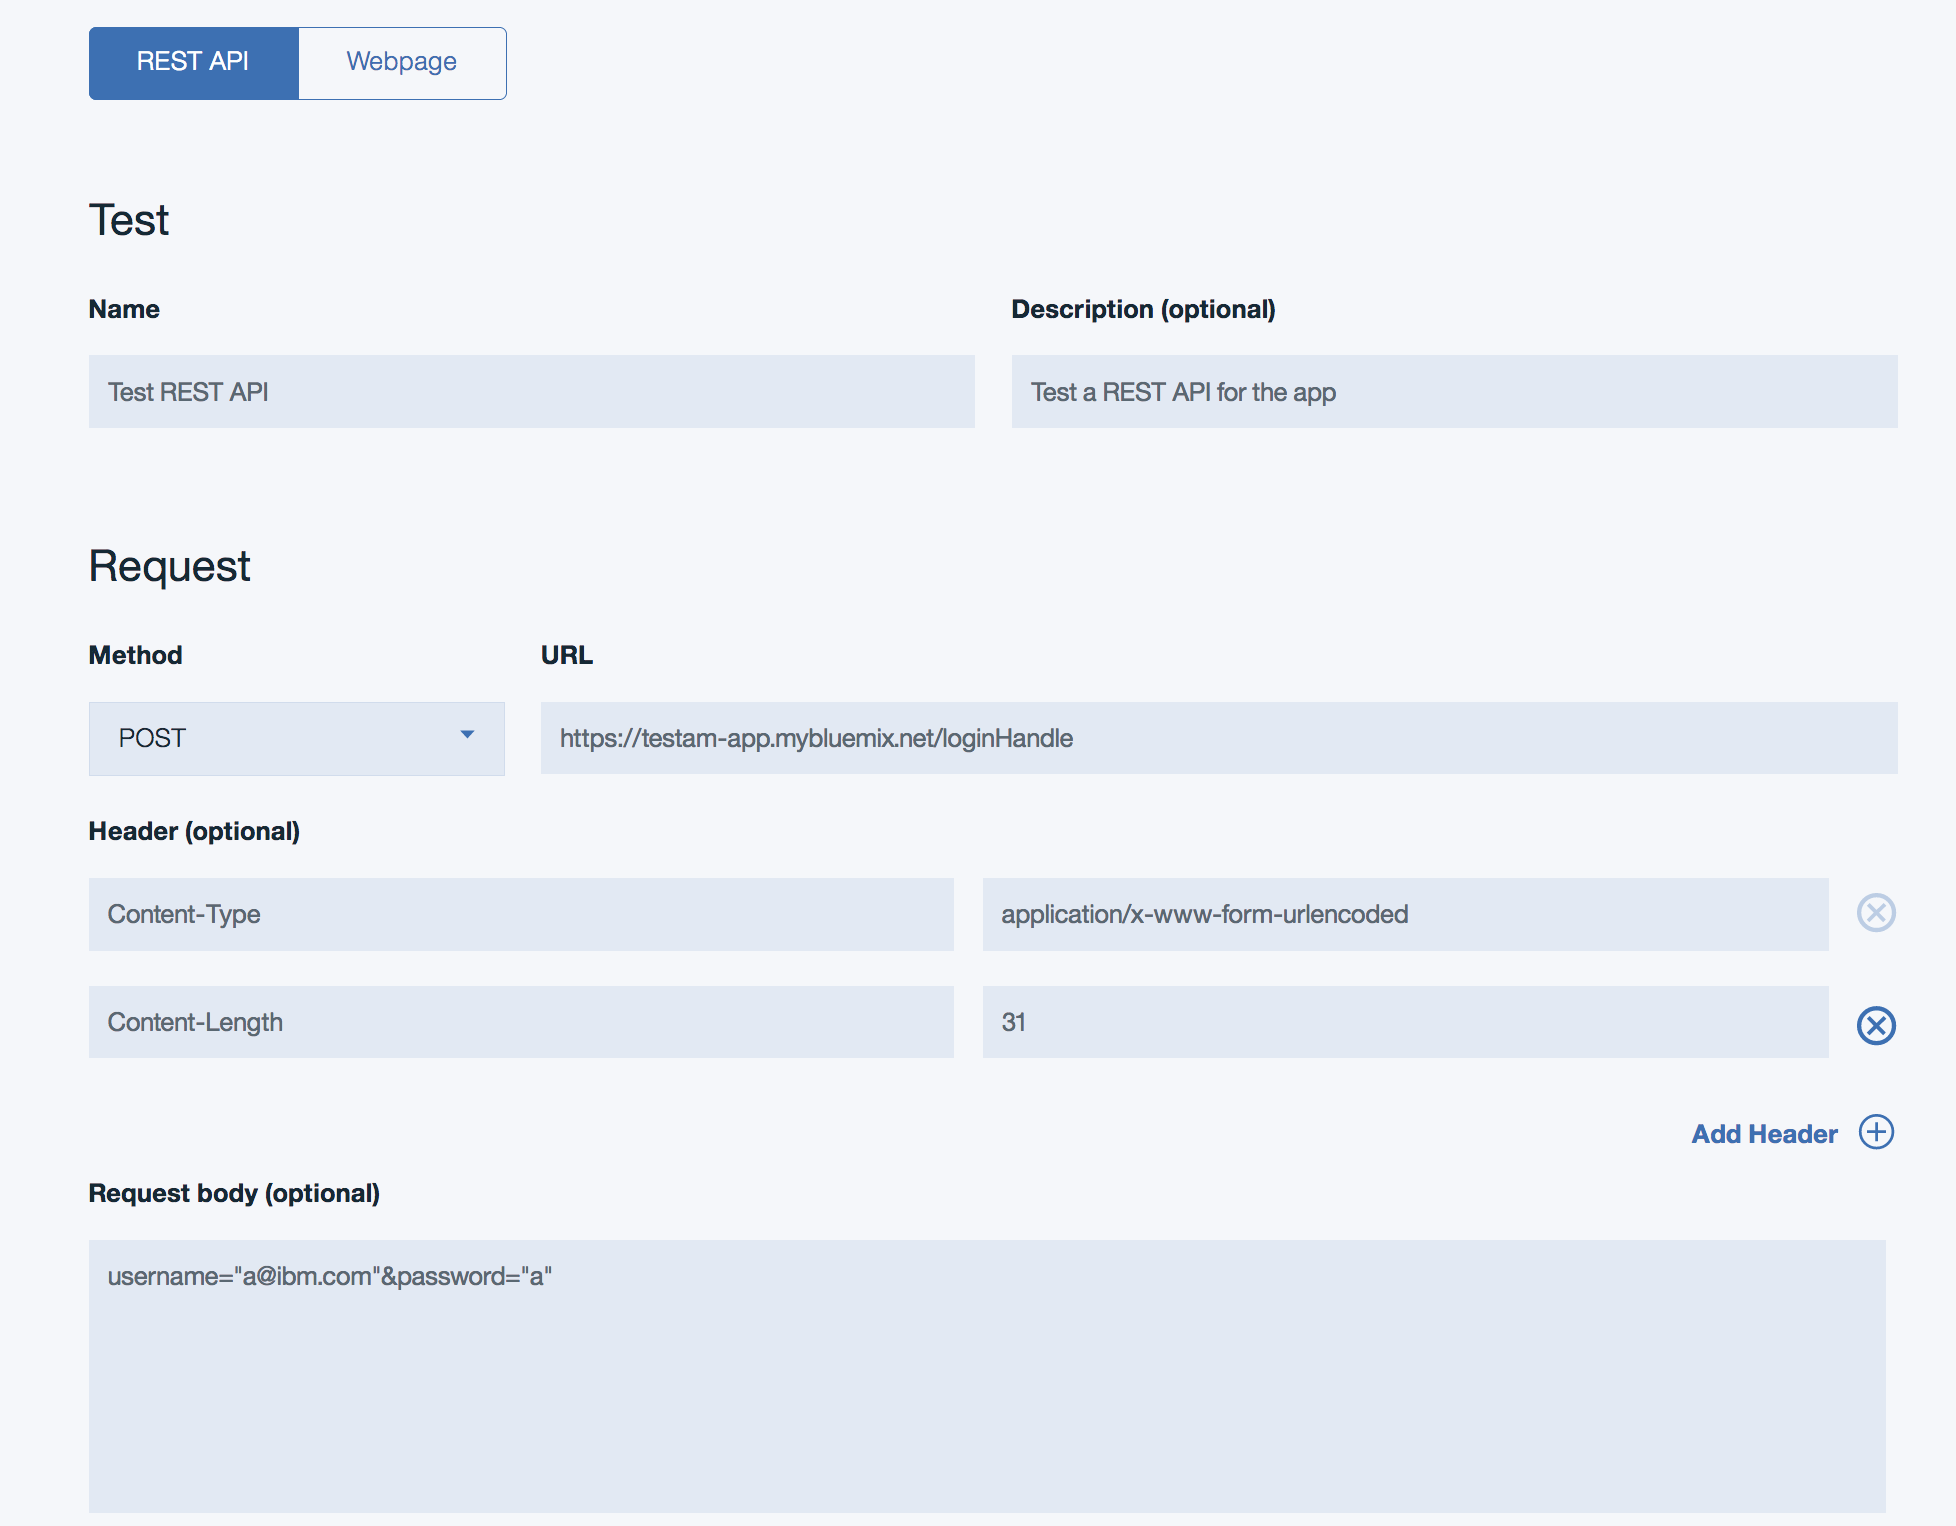 REST API Webpage
Test
Name Description (optional)
Test REST API Test a REST API for the app
Request
Method URL
POST https://testam-app.mybluemix.net/loginHandle
Header (optional)
Content-Type application/x-www-form-urlencoded
Content-Length 31
Add Header
Request body (optional)
username="a@ibm.com"&password="a"